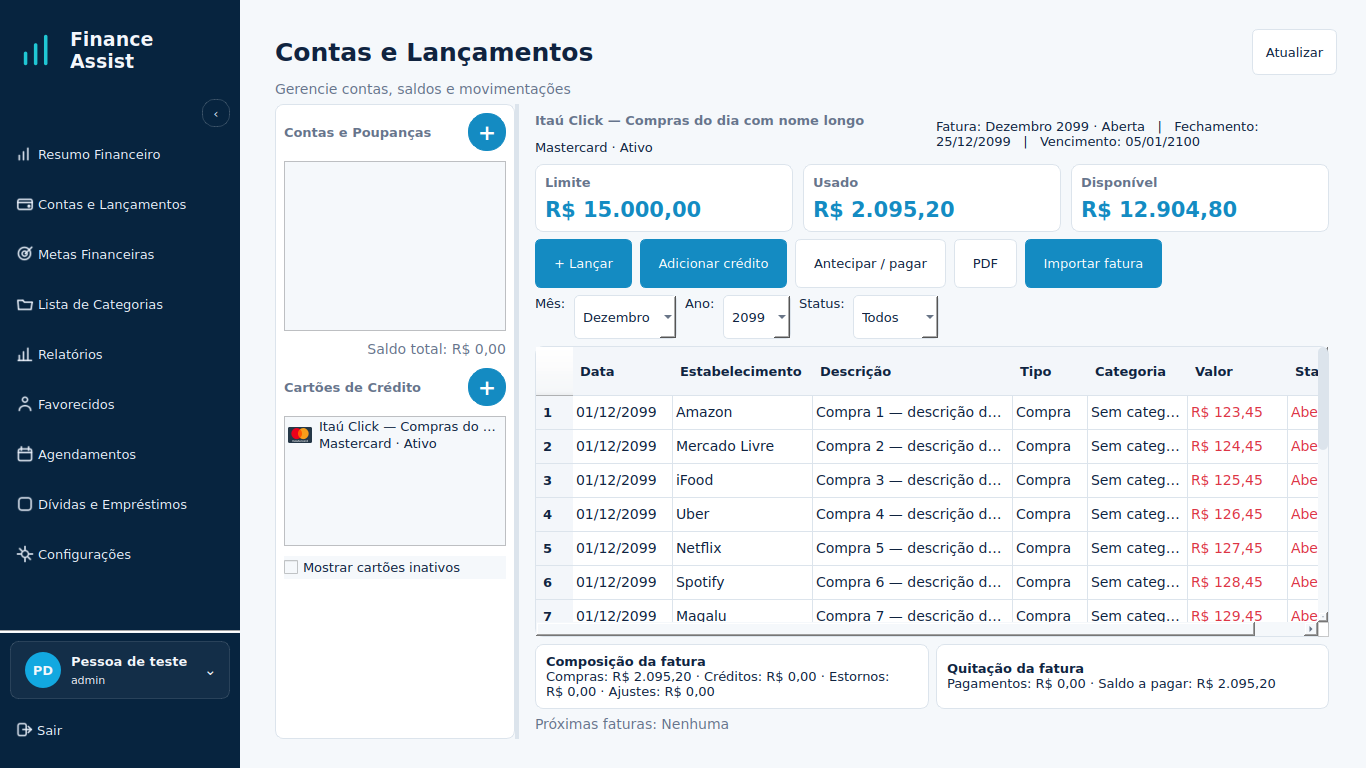 Finance
Assist
‹
Resumo Financeiro
Contas e Lançamentos
Metas Financeiras
Lista de Categorias
Relatórios
Favorecidos
Agendamentos
Dívidas e Empréstimos
Configurações
PD
Pessoa de teste
admin
Sair
Contas e Lançamentos
Atualizar
Gerencie contas, saldos e movimentações
Contas e Poupanças
+
Saldo total: R$ 0,00
Cartões de Crédito
+
Itaú Click — Compras do ...
Mastercard · Ativo
Mostrar cartões inativos
Itaú Click — Compras do dia com nome longo
Mastercard · Ativo
Fatura: Dezembro 2099 · Aberta | Fechamento:
25/12/2099 | Vencimento: 05/01/2100
Limite
R$ 15.000,00
Usado
R$ 2.095,20
Disponível
R$ 12.904,80
+ Lançar
Adicionar crédito
Antecipar / pagar
PDF
Importar fatura
Mês: Dezembro Ano: 2099 Status: Todos
Data Estabelecimento Descrição Tipo Categoria Valor Sta
1 01/12/2099 Amazon Compra 1 — descrição d... Compra Sem categ... R$ 123,45 Abe
2 01/12/2099 Mercado Livre Compra 2 — descrição d... Compra Sem categ... R$ 124,45 Abe
3 01/12/2099 iFood Compra 3 — descrição d... Compra Sem categ... R$ 125,45 Abe
4 01/12/2099 Uber Compra 4 — descrição d... Compra Sem categ... R$ 126,45 Abe
5 01/12/2099 Netflix Compra 5 — descrição d... Compra Sem categ... R$ 127,45 Abe
6 01/12/2099 Spotify Compra 6 — descrição d... Compra Sem categ... R$ 128,45 Abe
7 01/12/2099 Magalu Compra 7 — descrição d... Compra Sem categ... R$ 129,45 Abe
Composição da fatura
Compras: R$ 2.095,20 · Créditos: R$ 0,00 · Estornos:
R$ 0,00 · Ajustes: R$ 0,00
Quitação da fatura
Pagamentos: R$ 0,00 · Saldo a pagar: R$ 2.095,20
Próximas faturas: Nenhuma